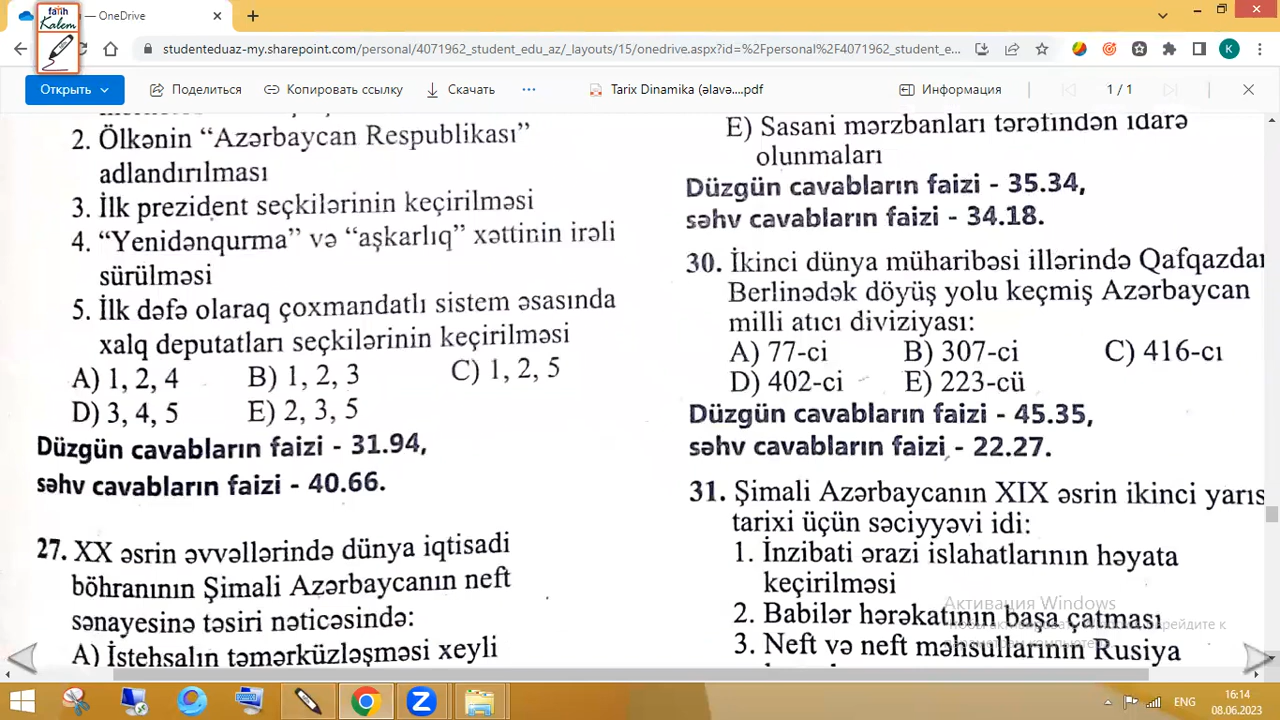 fatih
Kalem
— OneDrive
studenteduaz-my.sharepoint.com/personal/4071962_student_edu_az/_layouts/15/onedrive.aspx?id=%2Fpersonal%2F4071962_student_e...
K
Открыть
Поделиться
Копировать ссылку
Скачать
...
Tarix Dinamika (əlavə....pdf
Информация
1 / 1
2. Ölkənin “Azərbaycan Respublikası”
adlandırılması
3. İlk prezident seçkilərinin keçirilməsi
4. “Yenidənqurma” və “aşkarlıq” xəttinin irəli
sürülməsi
5. İlk dəfə olaraq çoxmandatlı sistem əsasında
xalq deputatları seçkilərinin keçirilməsi
A) 1, 2, 4 B) 1, 2, 3 C) 1, 2, 5
D) 3, 4, 5 E) 2, 3, 5
Düzgün cavabların faizi - 31.94,
səhv cavabların faizi - 40.66.
27. XX əsrin əvvəllərində dünya iqtisadi
böhranının Şimali Azərbaycanın neft
sənayesinə təsiri nəticəsində:
A) İstehsalın təmərküzləşməsi xeyli
E) Sasani mərzbanları tərəfindən idarə
olunmaları
Düzgün cavabların faizi - 35.34,
səhv cavabların faizi - 34.18.
30. İkinci dünya müharibəsi illərində Qafqazdan
Berlinədək döyüş yolu keçmiş Azərbaycan
milli atıcı diviziyası:
A) 77-ci B) 307-ci C) 416-cı
D) 402-ci E) 223-cü
Düzgün cavabların faizi - 45.35,
səhv cavabların faizi - 22.27.
31. Şimali Azərbaycanın XIX əsrin ikinci yarıs
tarixi üçün səciyyəvi idi:
1. İnzibati ərazi islahatlarının həyata
keçirilməsi
2. Babilər hərəkatının başa çatması
3. Neft və neft məhsullarının Rusiya
Активация Windows
ENG
16:14
08.06.2023